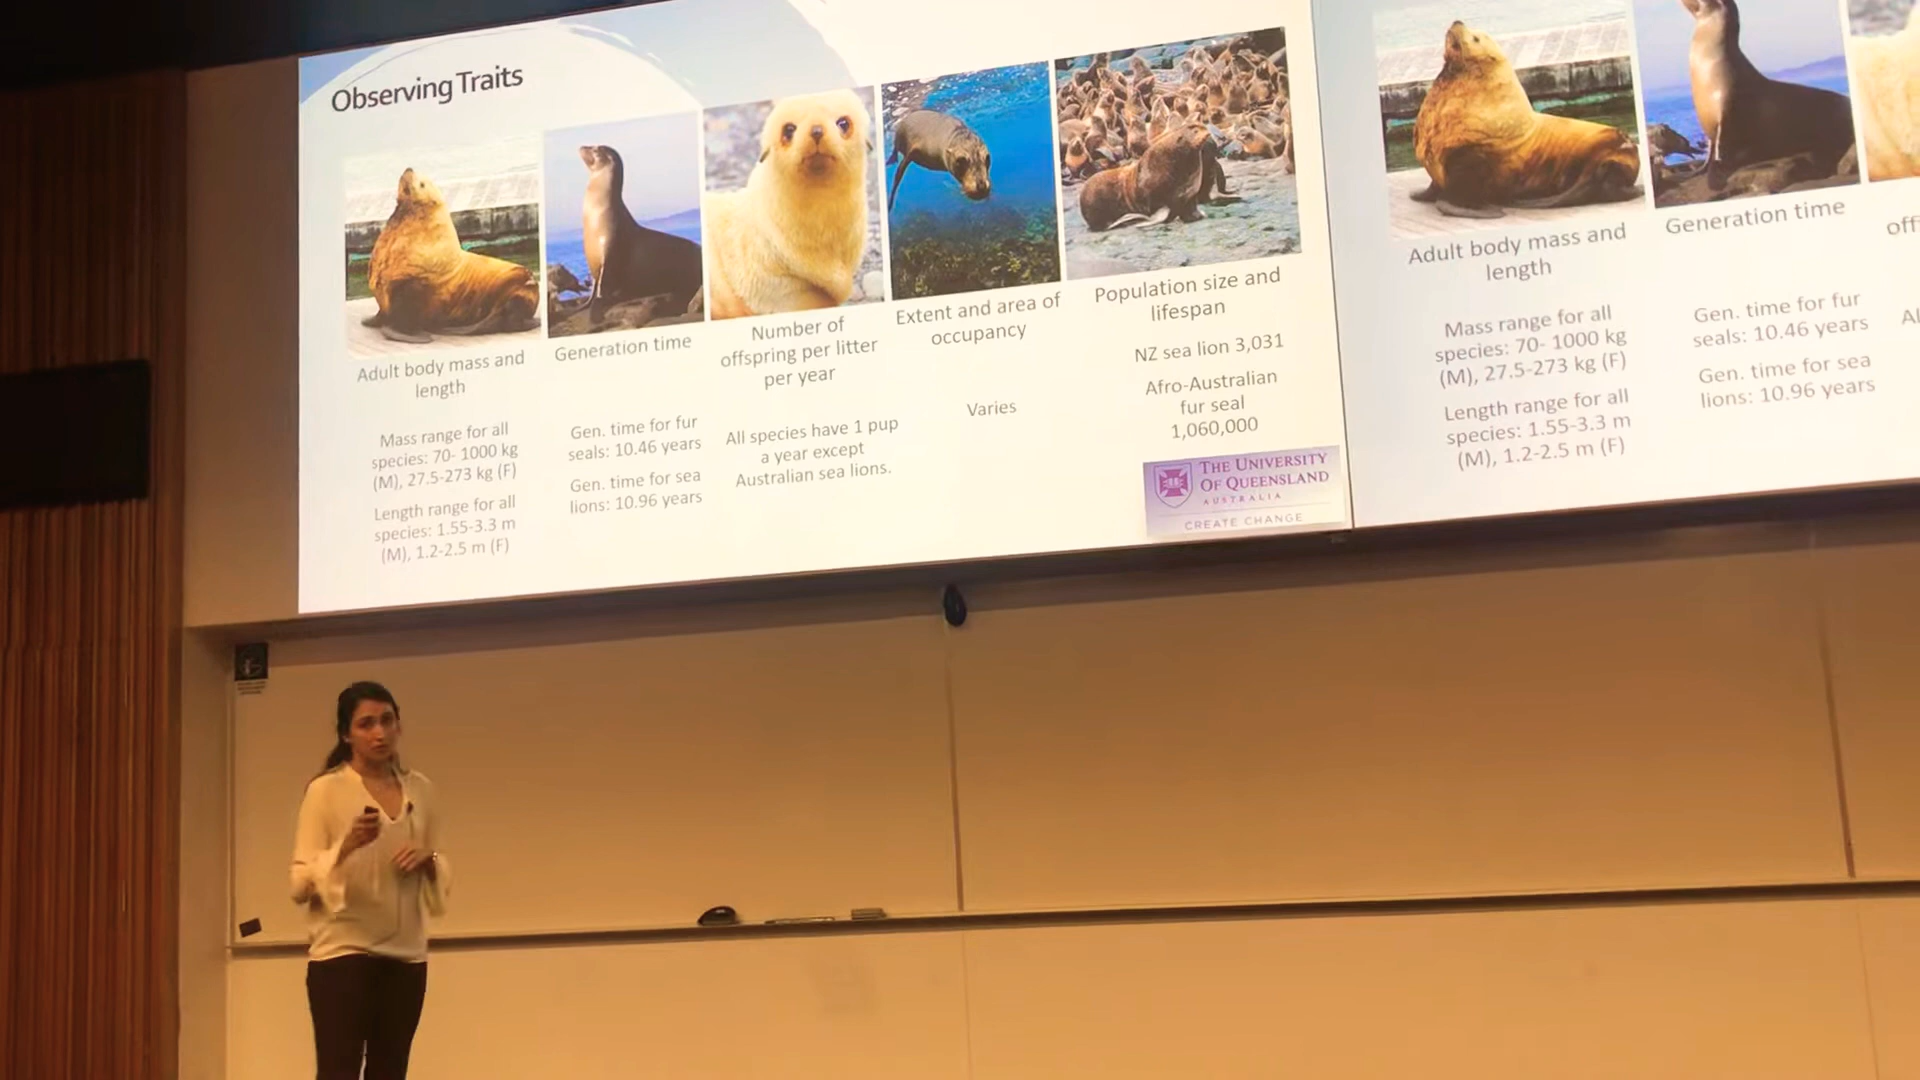 Observing Traits
Adult body mass and
length
Mass range for all
species: 70- 1000 kg
(M), 27.5-273 kg (F)
Length range for all
species: 1.55-3.3 m
(M), 1.2-2.5 m (F)
Generation time
Gen. time for fur
seals: 10.46 years
Gen. time for sea
lions: 10.96 years
Number of
offspring per litter
per year
All species have 1 pup
a year except
Australian sea lions.
Extent and area of
occupancy
Varies
Population size and
lifespan
NZ sea lion 3,031
Afro-Australian
fur seal
1,060,000
THE UNIVERSITY
OF QUEENSLAND
AUSTRALIA
CREATE CHANGE
Adult body mass and
length
Mass range for all
species: 70- 1000 kg
(M), 27.5-273 kg (F)
Length range for all
species: 1.55-3.3 m
(M), 1.2-2.5 m (F)
Generation time
Gen. time for fur
seals: 10.46 years
Gen. time for sea
lions: 10.96 years
off
Al